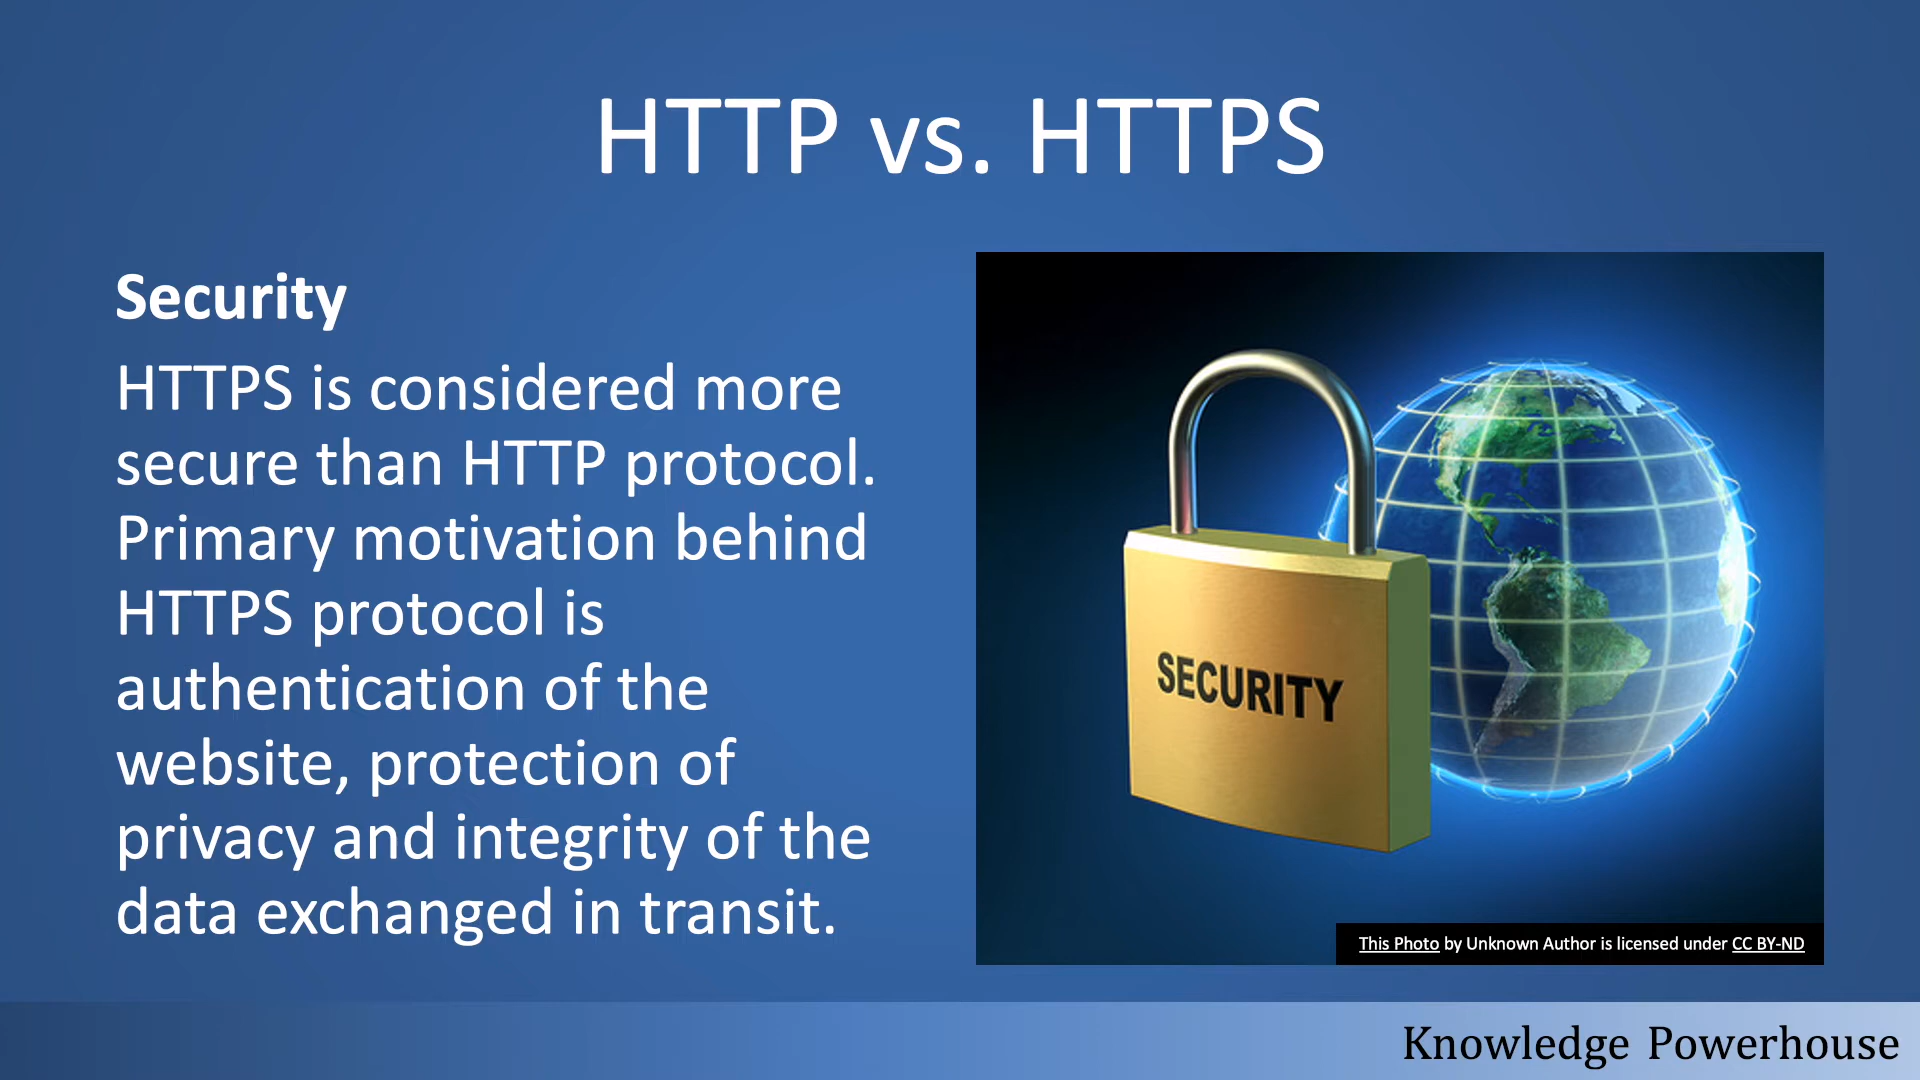 HTTP vs. HTTPS
Security
HTTPS is considered more
secure than HTTP protocol.
Primary motivation behind
HTTPS protocol is
authentication of the
website, protection of
privacy and integrity of the
data exchanged in transit.
SECURITY
This Photo by Unknown Author is licensed under CC BY-ND
Knowledge Powerhouse